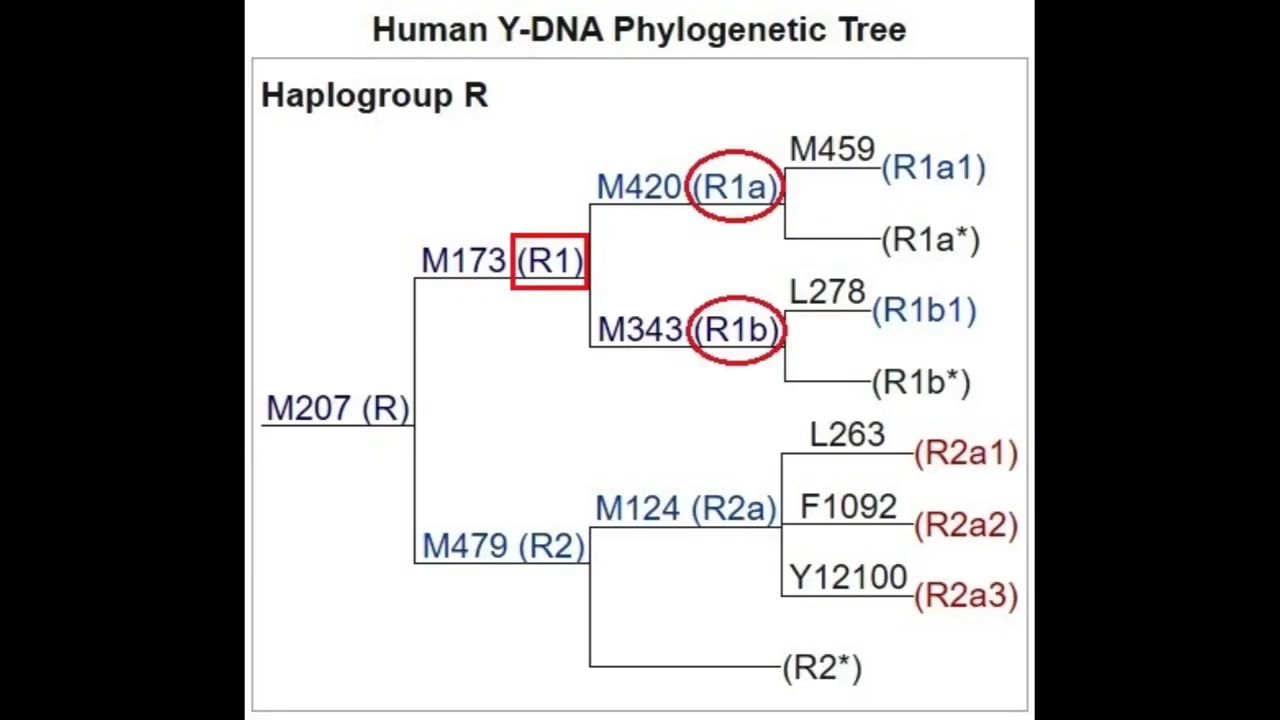 Human Y-DNA Phylogenetic Tree
Haplogroup R
M459
(R1a1)
M420 (R1a)
(R1a*)
M173 (R1)
L278
(R1b1)
M343 (R1b)
(R1b*)
M207 (R)
L263
(R2a1)
M124 (R2a)
F1092
(R2a2)
M479 (R2)
Y12100
(R2a3)
(R2*)